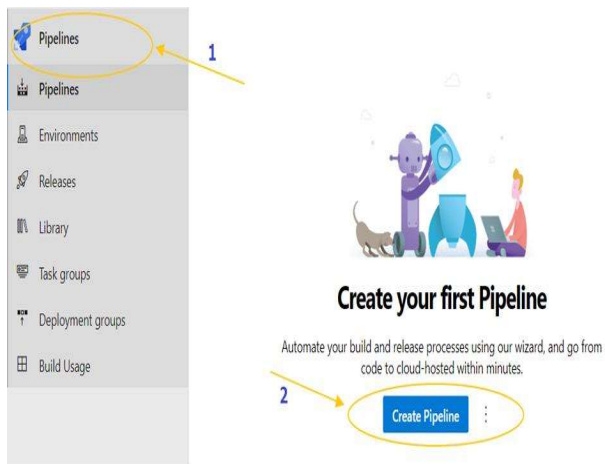 Pipelines
1
Pipelines
Environments
Releases
Library
Task groups
Deployment groups
Build Usage
Create your first Pipeline
Automate your build and release processes using our wizard, and go from
code to cloud-hosted within minutes.
2
Create Pipeline